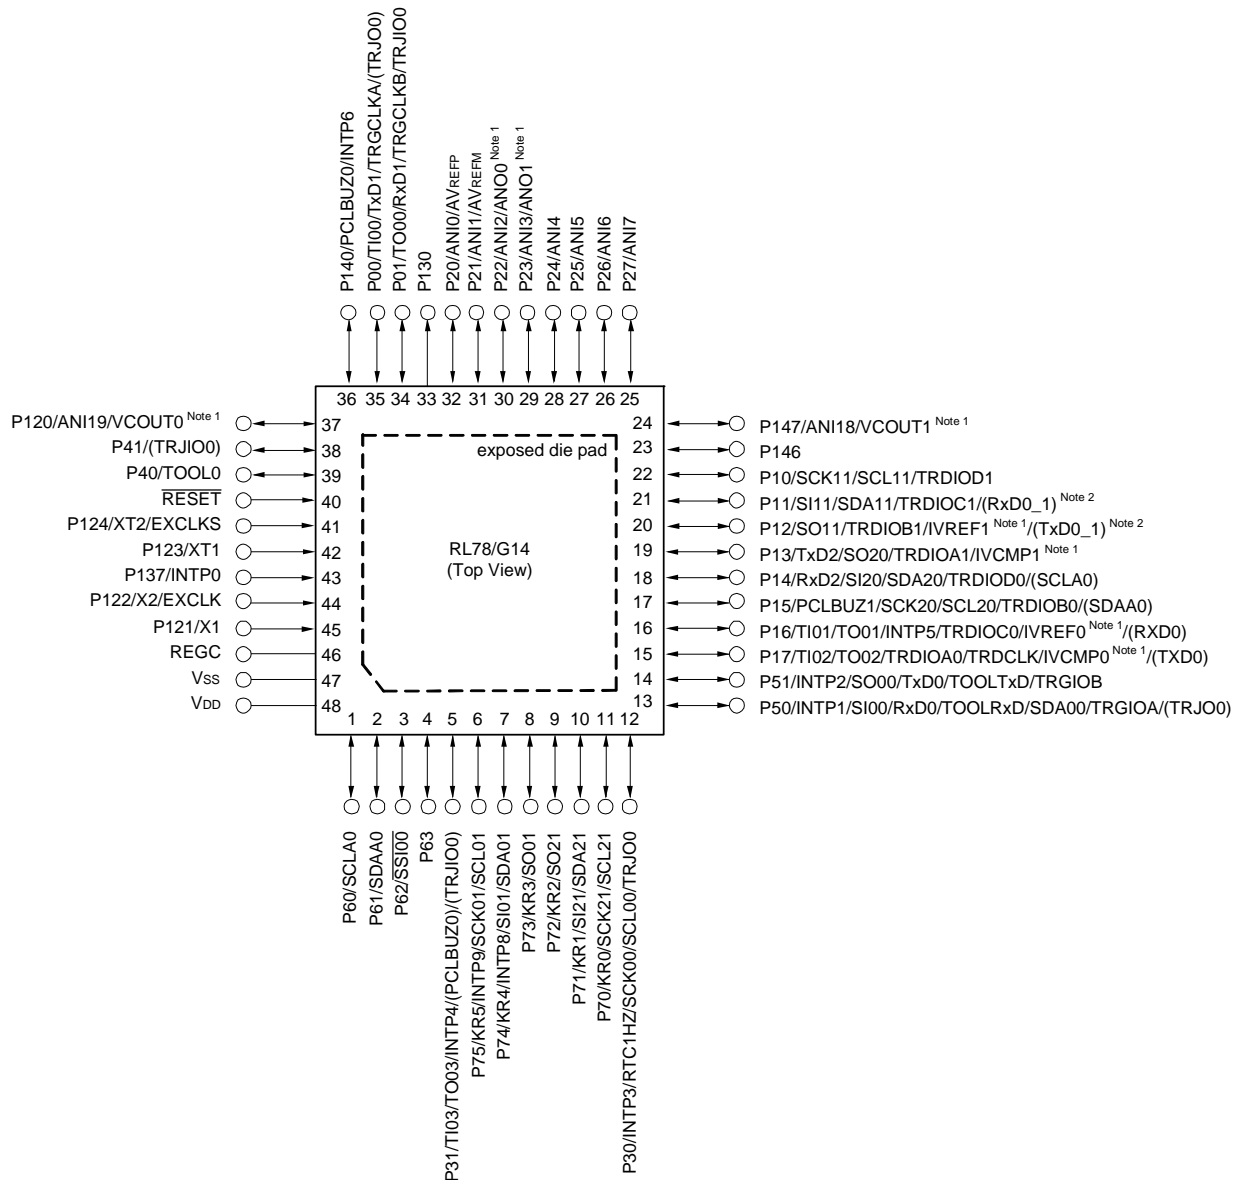 P140/PCLBUZ0/INTP6
P00/TI00/TxD1/TRGCLKA/(TRJO0)
P01/TO00/RxD1/TRGCLKB/TRJIO0
P130
P20/ANI0/AVREFP
P21/ANI1/AVREFM
P22/ANI2/ANO0 Note 1
P23/ANI3/ANO1 Note 1
P24/ANI4
P25/ANI5
P26/ANI6
P27/ANI7
36 35 34 33 32 31 30 29 28 27 26 25
P120/ANI19/VCOUT0 Note 1 37
P41/(TRJIO0) 38
P40/TOOL0 39
RESET 40
P124/XT2/EXCLKS 41
P123/XT1 42
P137/INTP0 43
P122/X2/EXCLK 44
P121/X1 45
REGC 46
Vss 47
VDD 48
exposed die pad
RL78/G14
(Top View)
24 P147/ANI18/VCOUT1 Note 1
23 P146
22 P10/SCK11/SCL11/TRDIOD1
21 P11/SI11/SDA11/TRDIOC1/(RxD0_1) Note 2
20 P12/SO11/TRDIOB1/IVREF1 Note 1/(TxD0_1) Note 2
19 P13/TxD2/SO20/TRDIOA1/IVCMP1 Note 1
18 P14/RxD2/SI20/SDA20/TRDIOD0/(SCLA0)
17 P15/PCLBUZ1/SCK20/SCL20/TRDIOB0/(SDAA0)
16 P16/TI01/TO01/INTP5/TRDIOC0/IVREF0 Note 1/(RXD0)
15 P17/TI02/TO02/TRDIOA0/TRDCLK/IVCMP0 Note 1/(TXD0)
14 P51/INTP2/SO00/TxD0/TOOLTxD/TRGIOB
13 P50/INTP1/SI00/RxD0/TOOLRxD/SDA00/TRGIOA/(TRJO0)
1 2 3 4 5 6 7 8 9 10 11 12
P60/SCLA0
P61/SDAA0
P62/SSI00
P63
P31/TI03/TO03/INTP4/(PCLBUZ0)/(TRJIO0)
P75/KR5/INTP9/SCK01/SCL01
P74/KR4/INTP8/SI01/SDA01
P73/KR3/SO01
P72/KR2/SO21
P71/KR1/SI21/SDA21
P70/KR0/SCK21/SCL21
P30/INTP3/RTC1HZ/SCK00/SCL00/TRJO0